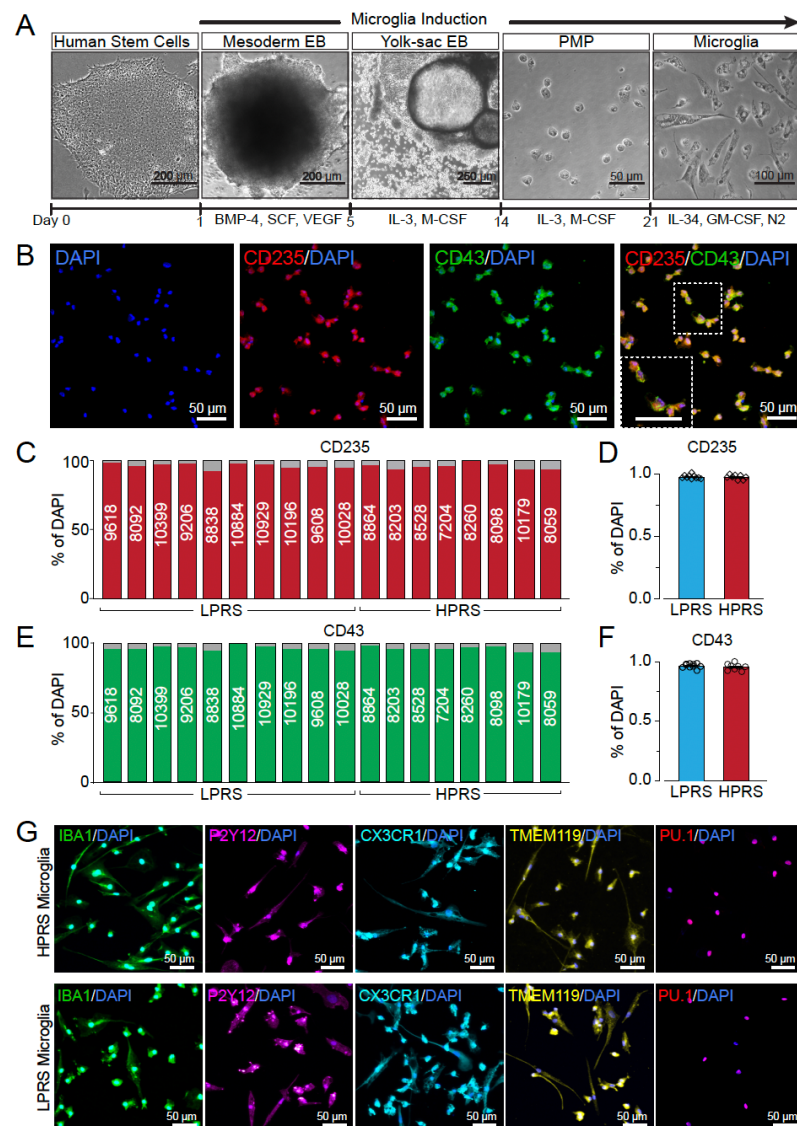 A
Microglia Induction
Human Stem Cells
Mesoderm EB
Yolk-sac EB
PMP
Microglia
200 µm
200 µm
250 µm
50 µm
100 µm
Day 0
1
BMP-4, SCF, VEGF
5
IL-3, M-CSF
14
IL-3, M-CSF
21
IL-34, GM-CSF, N2
B
DAPI
CD235/DAPI
CD43/DAPI
CD235/CD43/DAPI
50 µm
50 µm
50 µm
50 µm
C
CD235
% of DAPI
100
50
0
9618
8092
10399
9206
8838
10884
10929
10196
9608
10028
8864
8203
8528
7204
8260
8098
10179
8059
LPRS
HPRS
D
CD235
% of DAPI
1.0
0.5
0.0
LPRS
HPRS
E
CD43
% of DAPI
100
50
0
9618
8092
10399
9206
8838
10884
10929
10196
9608
10028
8864
8203
8528
7204
8260
8098
10179
8059
LPRS
HPRS
F
CD43
% of DAPI
1.0
0.5
0.0
LPRS
HPRS
G
HPRS Microglia
IBA1/DAPI
P2Y12/DAPI
CX3CR1/DAPI
TMEM119/DAPI
PU.1/DAPI
50 µm
50 µm
50 µm
50 µm
50 µm
LPRS Microglia
IBA1/DAPI
P2Y12/DAPI
CX3CR1/DAPI
TMEM119/DAPI
PU.1/DAPI
50 µm
50 µm
50 µm
50 µm
50 µm